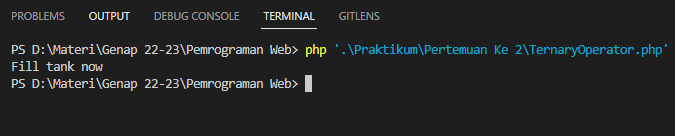 PROBLEMS OUTPUT DEBUG CONSOLE TERMINAL GITLENS
PS D:\Materi\Genap 22-23\Pemrograman Web> php '.\Praktikum\Pertemuan Ke 2\TernaryOperator.php'
Fill tank now
PS D:\Materi\Genap 22-23\Pemrograman Web>